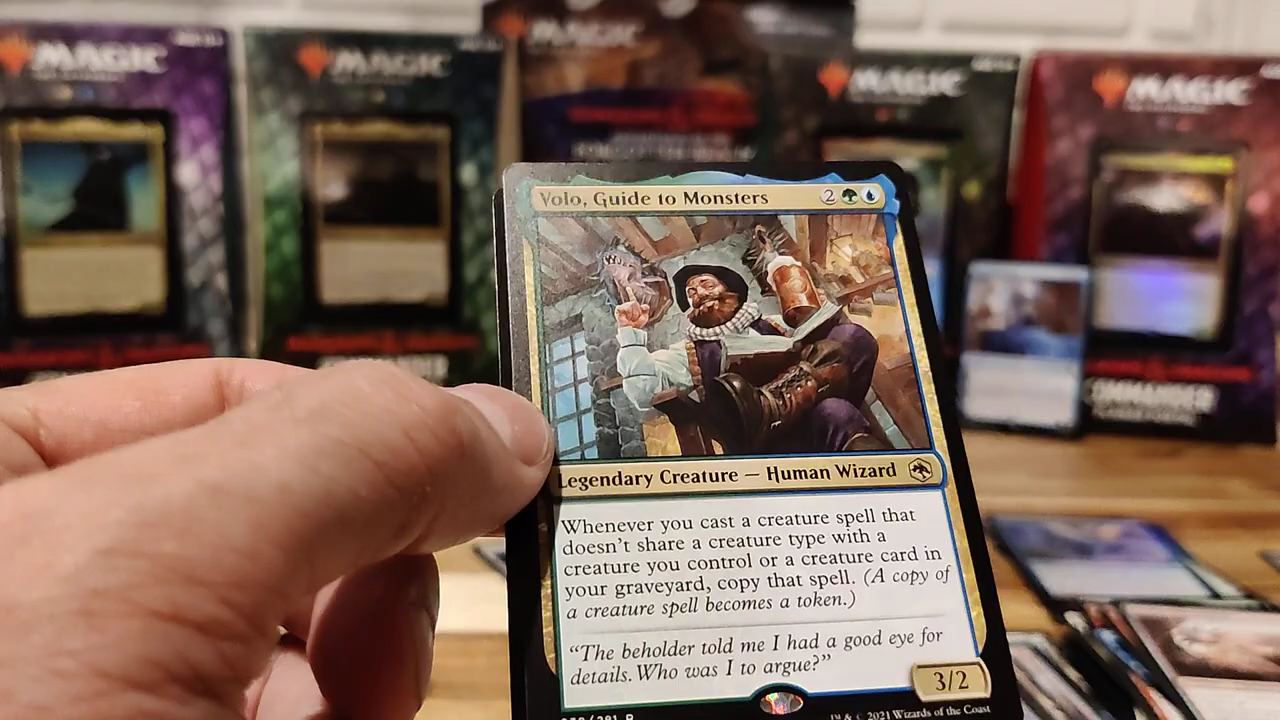 MAGIC
MAGIC
MAGIC
MAGIC
MAGIC
Volo, Guide to Monsters 2
Legendary Creature — Human Wizard
Whenever you cast a creature spell that
doesn't share a creature type with a
creature you control or a creature card in
your graveyard, copy that spell. (A copy of
a creature spell becomes a token.)
“The beholder told me I had a good eye for
details. Who was I to argue?”
3/2
™ & © 2021 Wizards of the Coast
COMMANDER